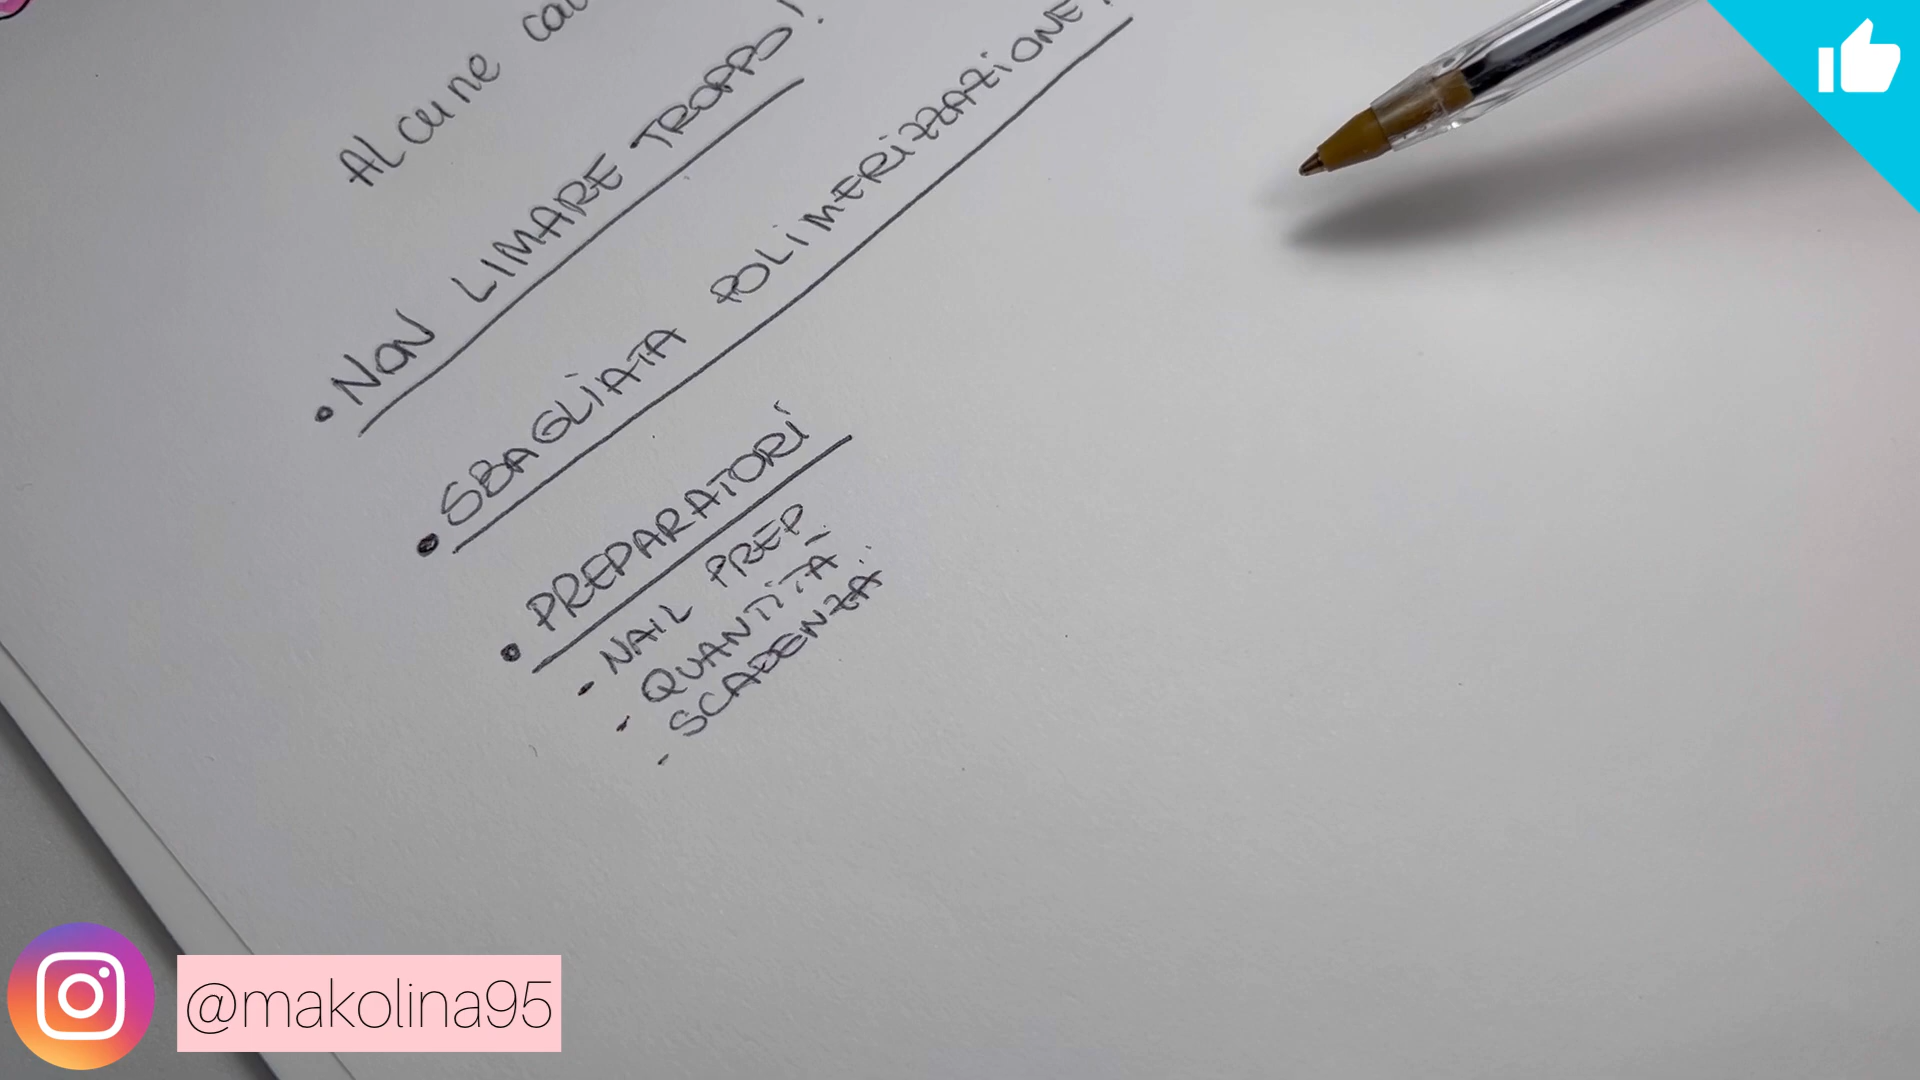 ALcune
• NON LIMARE TROPPO!
• SBAGLIATA POLIMERIZZAZIONE
• PREPARATORI
- NAIL PREP
- QUANTITÀ
- SCADENZA
@makolina95